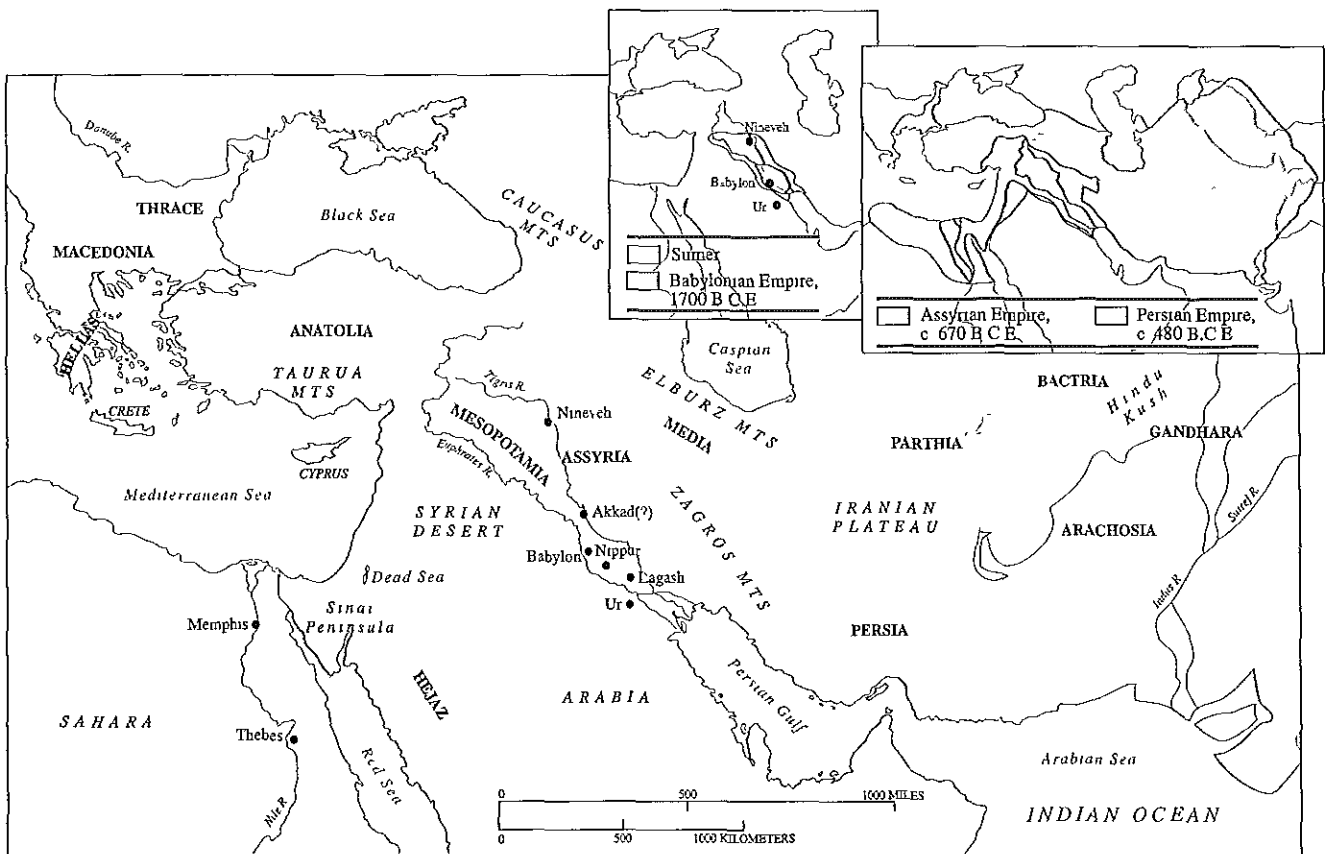 Danube R.
THRACE
MACEDONIA
HELLAS
CRETE
Black Sea
CAUCASUS
MTS
ANATOLIA
TAURUA
MTS
CYPRUS
Mediterranean Sea
Nineveh
Babylon
Ur
Sumer
Babylonian Empire,
1700 B C E
Assyrian Empire,
c 670 B C E
Persian Empire,
c 480 B.C E
Caspian
Sea
ELBURZ MTS
MEDIA
Tigris R.
Nineveh
MESOPOTAMIA
ASSYRIA
Euphrates R.
SYRIAN
DESERT
Akkad(?)
Babylon
Nippur
Lagash
Ur
ZAGROS MTS
BACTRIA
Hindu
Kush
GANDHARA
PARTHIA
IRANIAN
PLATEAU
ARACHOSIA
Sutlej R.
Indus R.
PERSIA
Dead Sea
Sinai
Peninsula
Memphis
HEJAZ
ARABIA
Persian Gulf
SAHARA
Thebes
Red Sea
Nile R.
Arabian Sea
INDIAN OCEAN
0 500 1000 MILES
0 500 1000 KILOMETERS